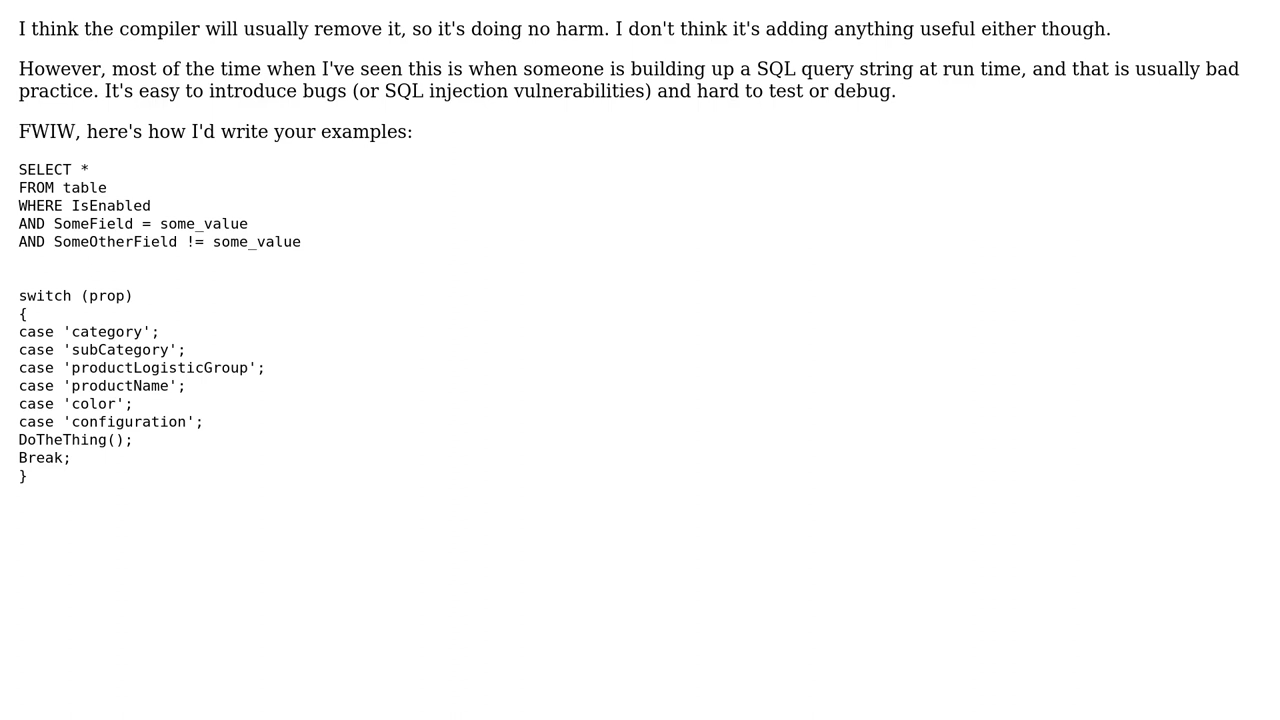 I think the compiler will usually remove it, so it's doing no harm. I don't think it's adding anything useful either though.
However, most of the time when I've seen this is when someone is building up a SQL query string at run time, and that is usually bad
practice. It's easy to introduce bugs (or SQL injection vulnerabilities) and hard to test or debug.
FWIW, here's how I'd write your examples:
SELECT *
FROM table
WHERE IsEnabled
AND SomeField = some_value
AND SomeOtherField != some_value
switch (prop)
{
case 'category';
case 'subCategory';
case 'productLogisticGroup';
case 'productName';
case 'color';
case 'configuration';
DoTheThing();
Break;
}